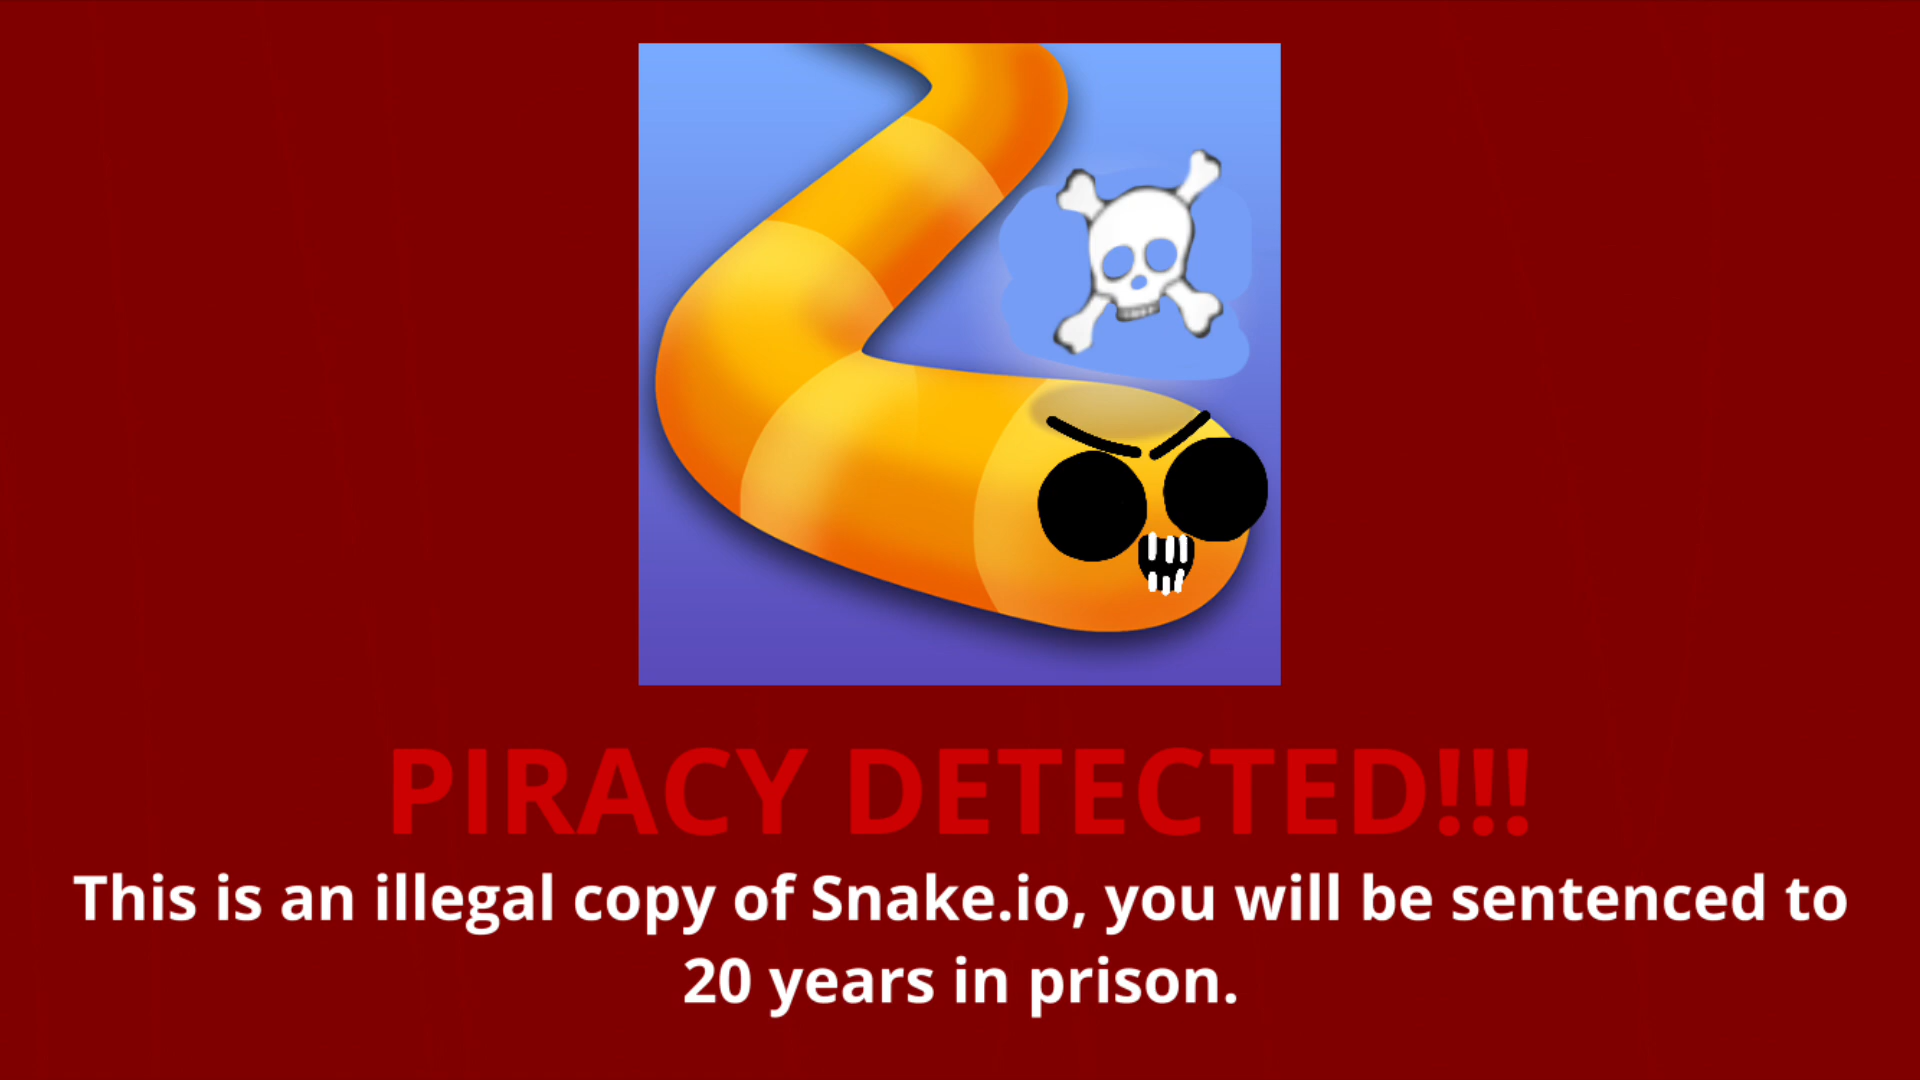 PIRACY DETECTED!!!
This is an illegal copy of Snake.io, you will be sentenced to
20 years in prison.